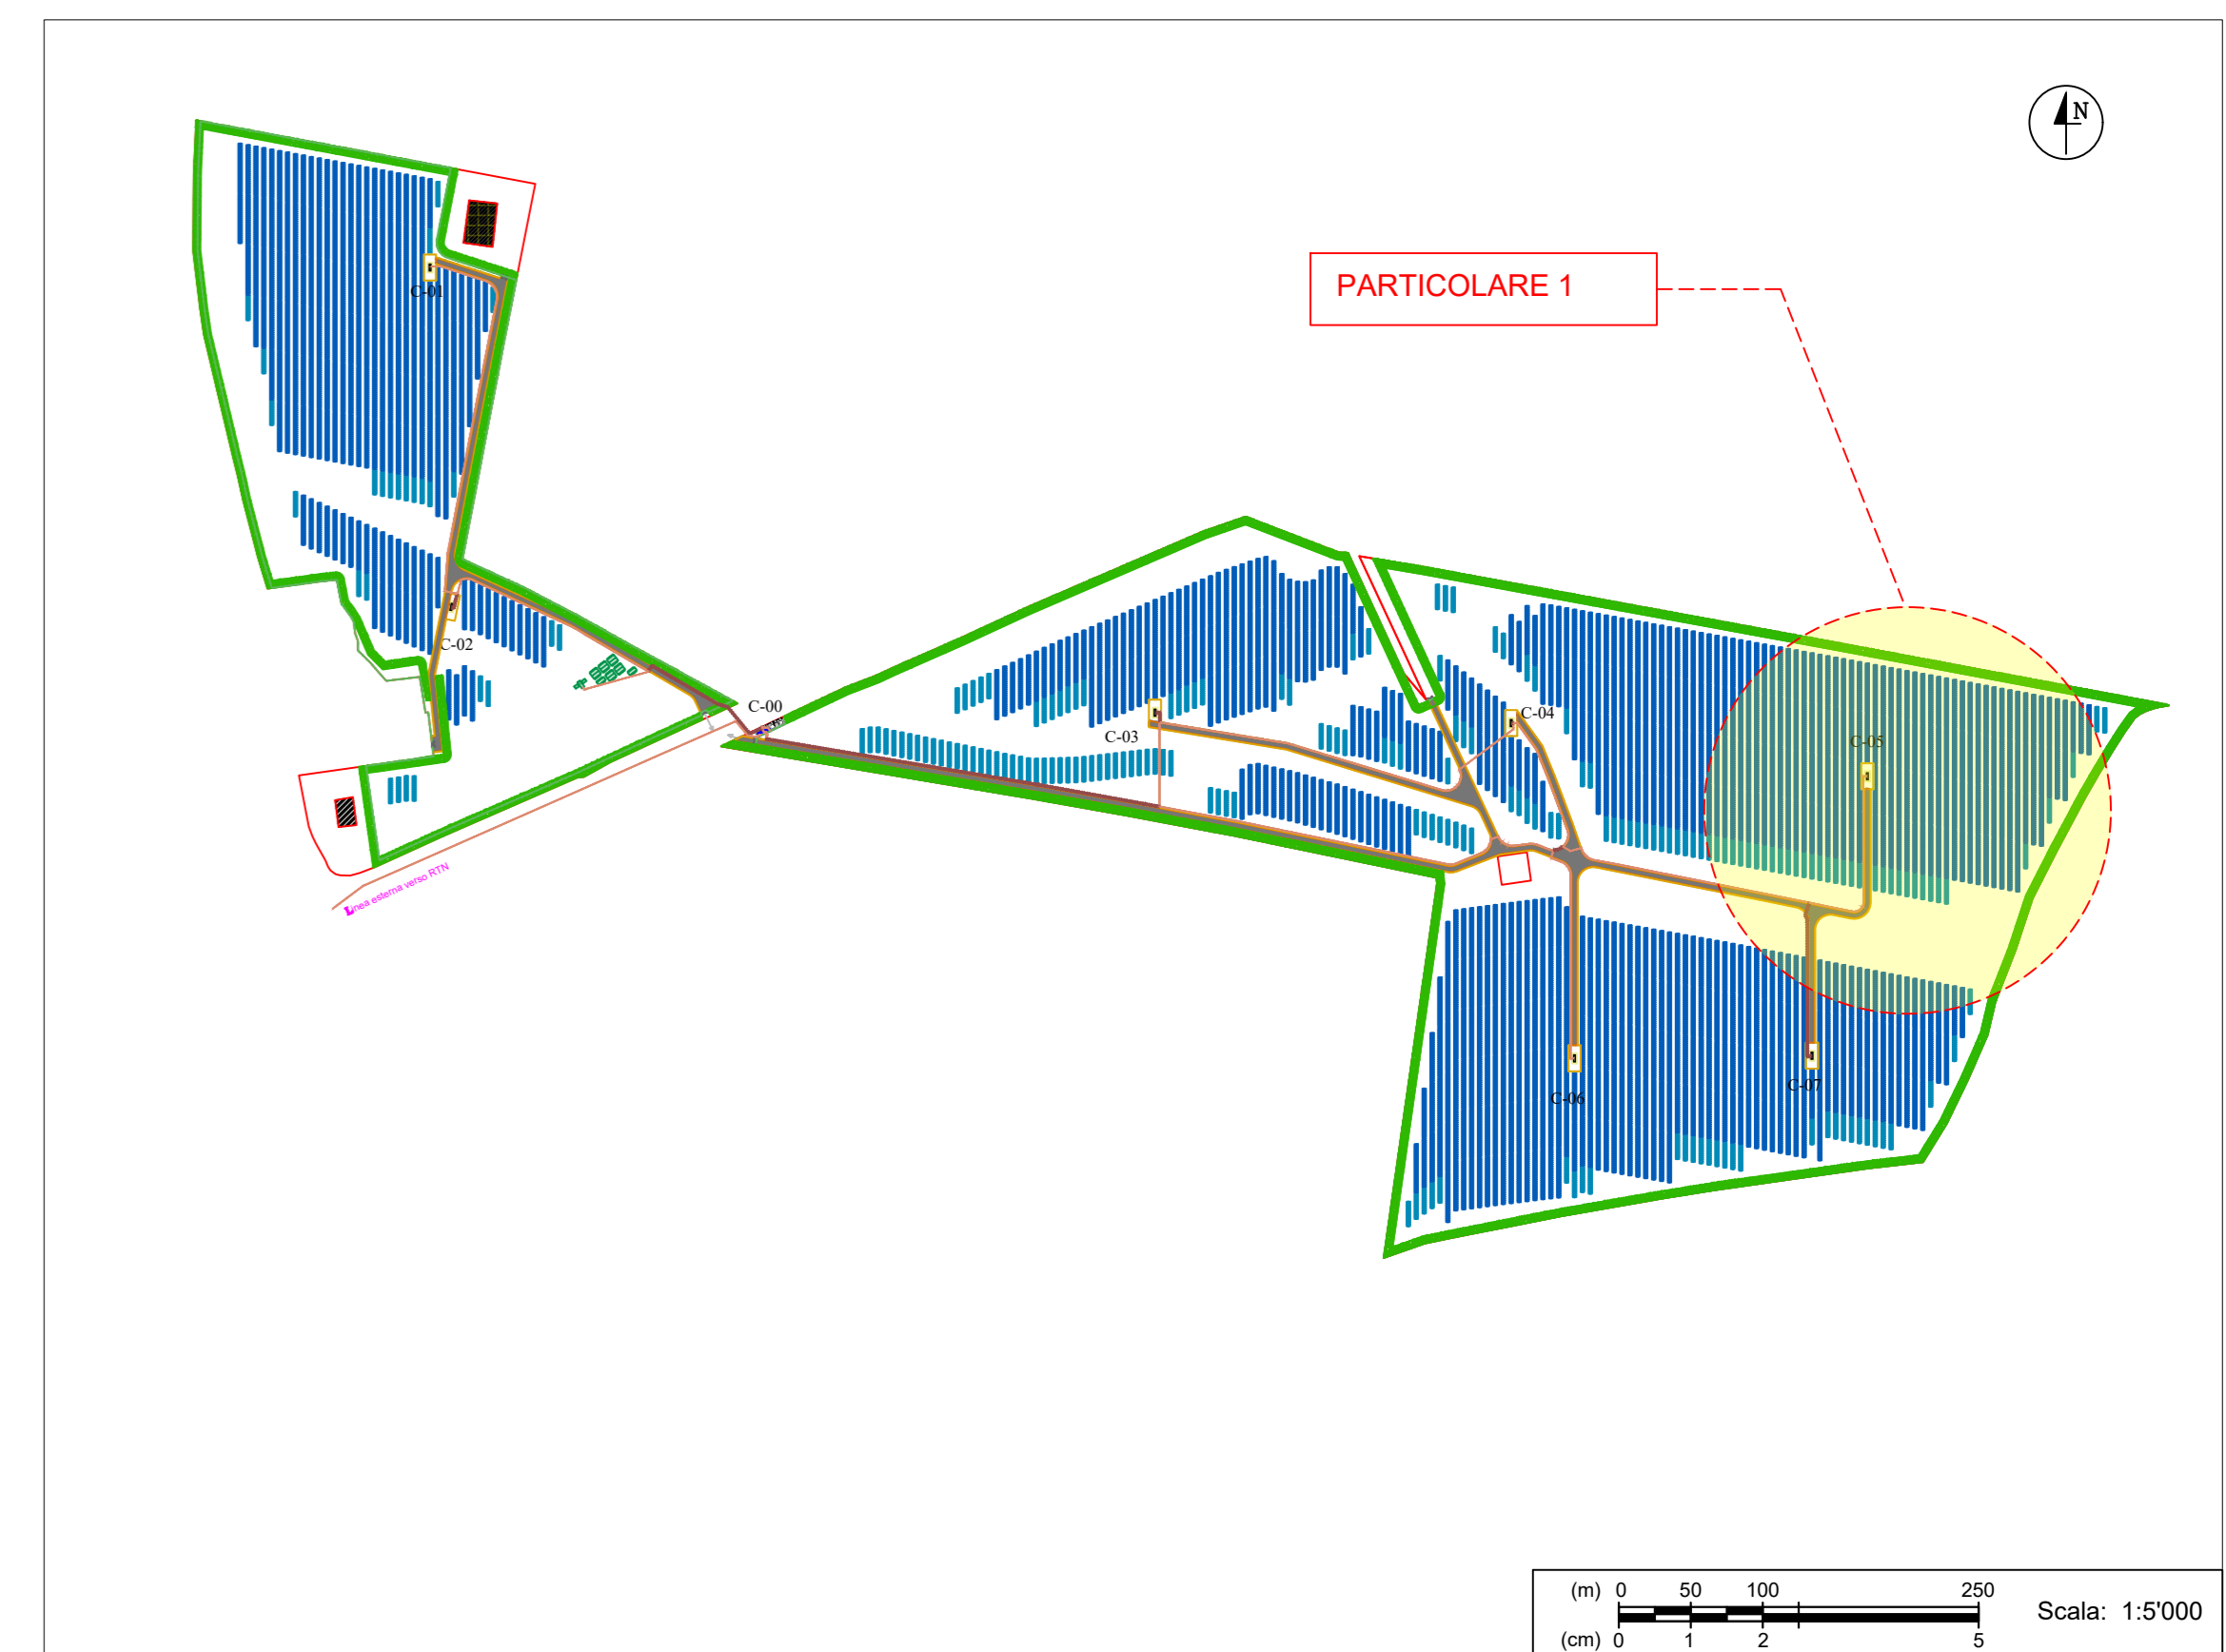 N
PARTICOLARE 1
C-01
C-02
C-00
C-03
C-04
C-05
Linea esterna verso RTN
C-06
C-07
(m) 0 50 100 250
Scala: 1:5'000
(cm) 0 1 2 5